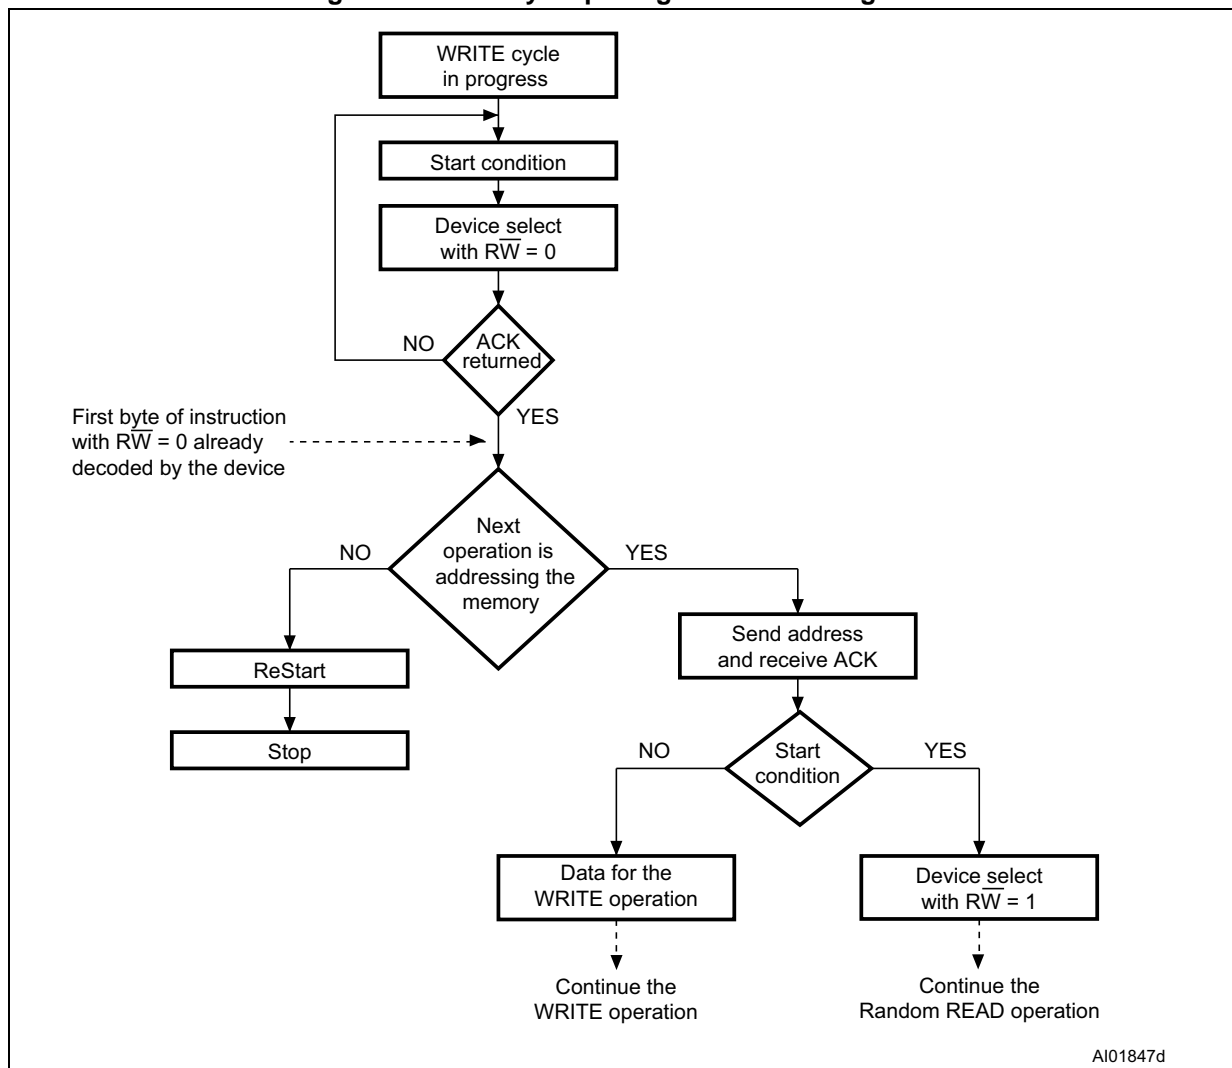 WRITE cycle
in progress
Start condition
Device select
with RW̅ = 0
ACK
returned
NO
YES
First byte of instruction
with RW̅ = 0 already
decoded by the device
Next
operation is
addressing the
memory
NO
YES
Send address
and receive ACK
ReStart
Stop
Start
condition
NO
YES
Data for the
WRITE operation
Device select
with RW̅ = 1
Continue the
WRITE operation
Continue the
Random READ operation
AI01847d